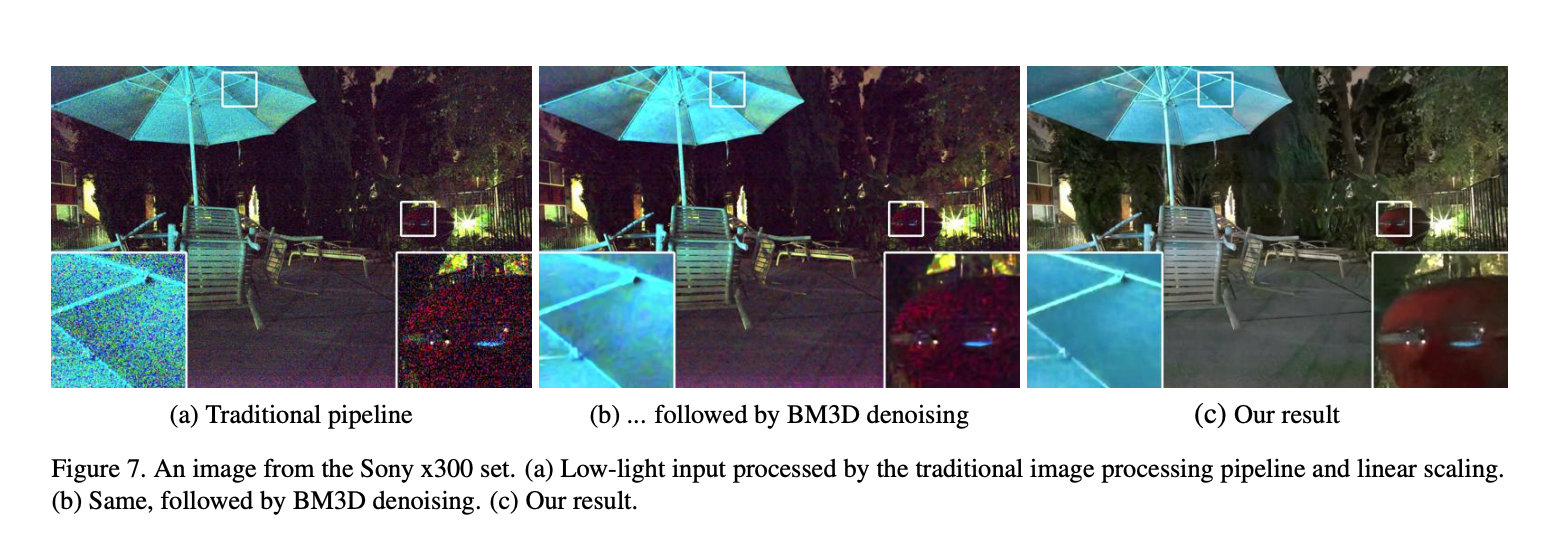 (a) Traditional pipeline
(b) ... followed by BM3D denoising
(c) Our result
Figure 7. An image from the Sony x300 set. (a) Low-light input processed by the traditional image processing pipeline and linear scaling.
(b) Same, followed by BM3D denoising. (c) Our result.